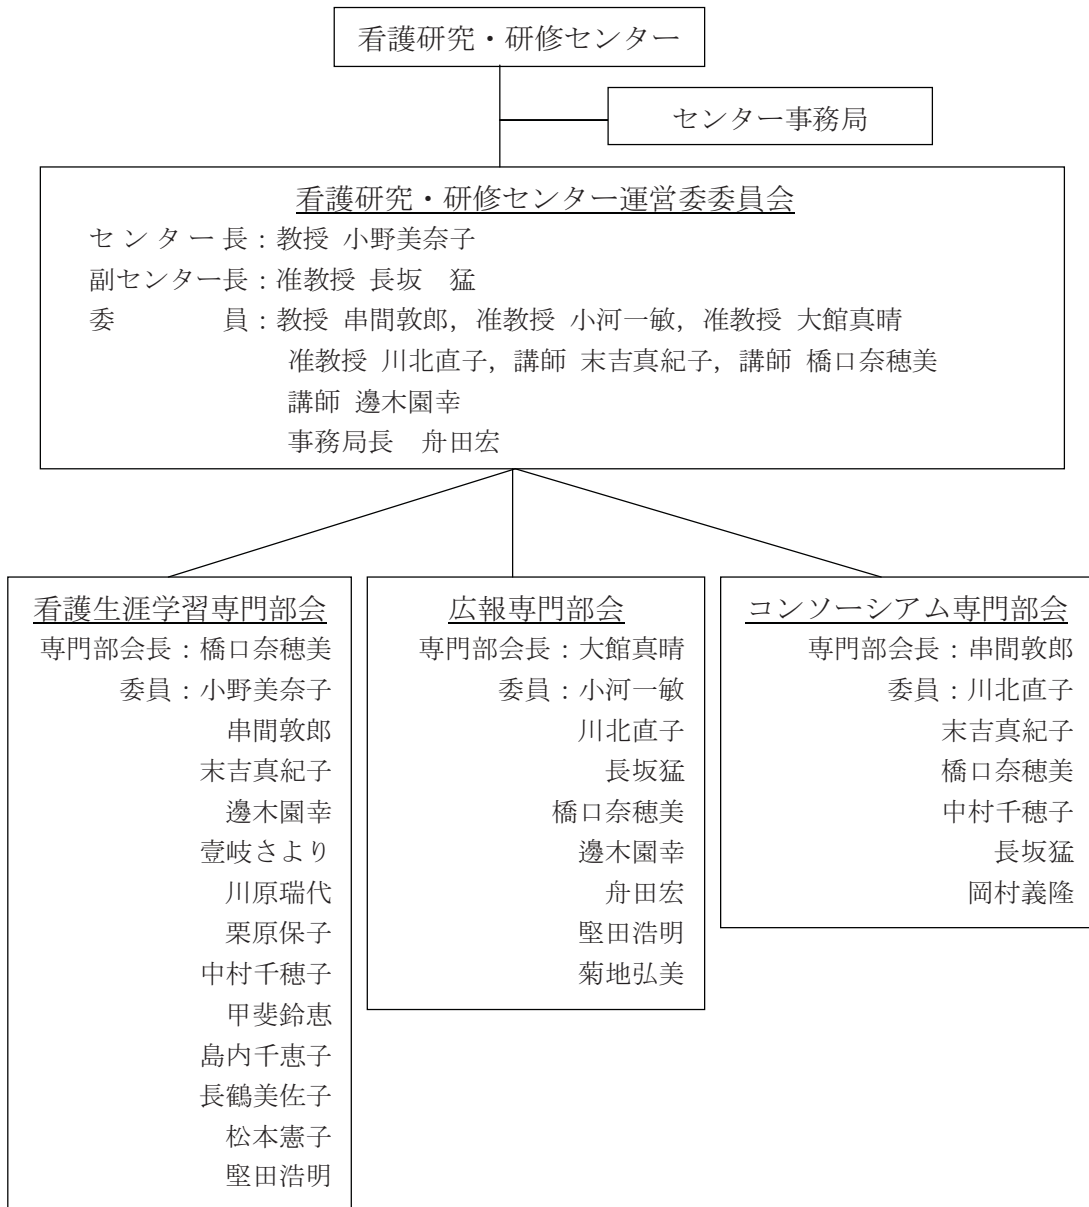 看護研究・研修センター
センター事務局
看護研究・研修センター運営委委員会
センター長：教授 小野美奈子
副センター長：准教授 長坂　猛
委　　　員：教授 串間敦郎，准教授 小河一敏，准教授 大館真晴
准教授 川北直子，講師 末吉真紀子，講師 橋口奈穂美
講師 邊木園幸
事務局長　舟田宏
看護生涯学習専門部会
専門部会長：橋口奈穂美
委員：小野美奈子
串間敦郎
末吉真紀子
邊木園幸
壹岐さより
川原瑞代
栗原保子
中村千穂子
甲斐鈴恵
島内千恵子
長鶴美佐子
松本憲子
堅田浩明
広報専門部会
専門部会長：大館真晴
委員：小河一敏
川北直子
長坂猛
橋口奈穂美
邊木園幸
舟田宏
堅田浩明
菊地弘美
コンソーシアム専門部会
専門部会長：串間敦郎
委員：川北直子
末吉真紀子
橋口奈穂美
中村千穂子
長坂猛
岡村義隆